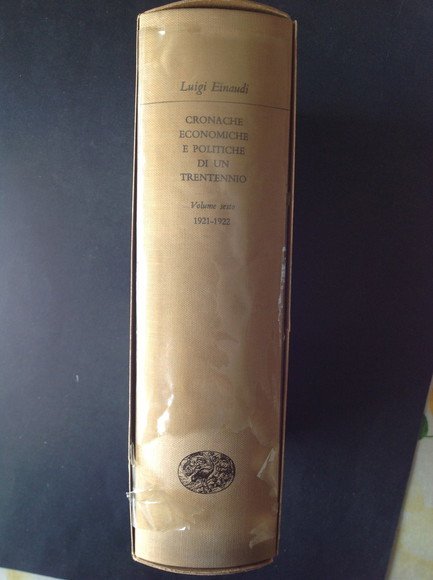 Luigi Einaudi
CRONACHE
ECONOMICHE
E POLITICHE
DI UN
TRENTENNIO
Volume sesto
1921-1922